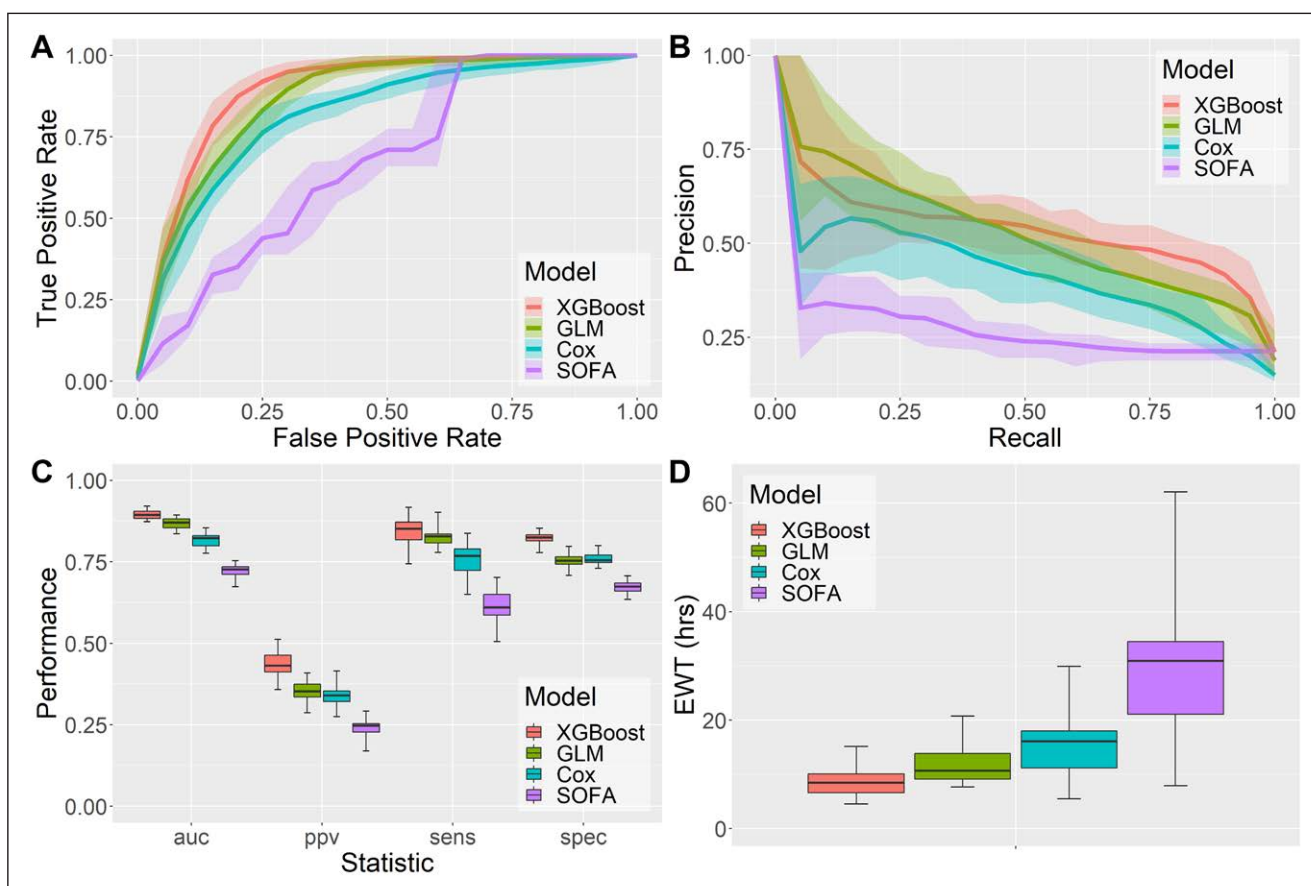 A
True Positive Rate
1.00
0.75
0.50
0.25
0.00
Model
XGBoost
GLM
Cox
SOFA
0.00 0.25 0.50 0.75 1.00
False Positive Rate
B
Precision
1.00
0.75
0.50
0.25
Model
XGBoost
GLM
Cox
SOFA
0.00 0.25 0.50 0.75 1.00
Recall
C
Performance
1.00
0.75
0.50
0.25
0.00
Model
XGBoost
GLM
Cox
SOFA
auc ppv sens spec
Statistic
D
EWT (hrs)
60
40
20
0
Model
XGBoost
GLM
Cox
SOFA